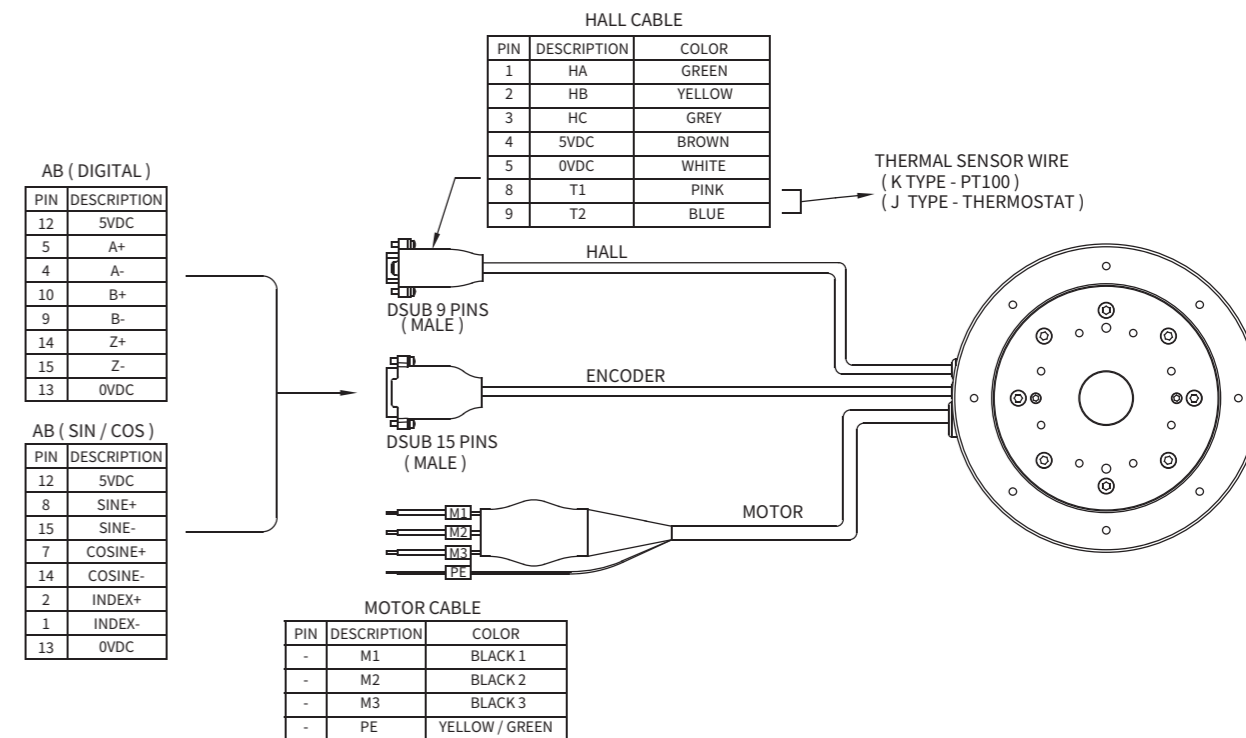 HALL CABLE
PIN DESCRIPTION COLOR
1 HA GREEN
2 HB YELLOW
3 HC GREY
4 5VDC BROWN
5 0VDC WHITE
8 T1 PINK
9 T2 BLUE
THERMAL SENSOR WIRE
( K TYPE - PT100 )
( J TYPE - THERMOSTAT )
AB ( DIGITAL )
PIN DESCRIPTION
12 5VDC
5 A+
4 A-
10 B+
9 B-
14 Z+
15 Z-
13 0VDC
AB ( SIN / COS )
PIN DESCRIPTION
12 5VDC
8 SINE+
15 SINE-
7 COSINE+
14 COSINE-
2 INDEX+
1 INDEX-
13 0VDC
HALL
DSUB 9 PINS
( MALE )
ENCODER
DSUB 15 PINS
( MALE )
MOTOR
M1
M2
M3
PE
MOTOR CABLE
PIN DESCRIPTION COLOR
- M1 BLACK 1
- M2 BLACK 2
- M3 BLACK 3
- PE YELLOW / GREEN